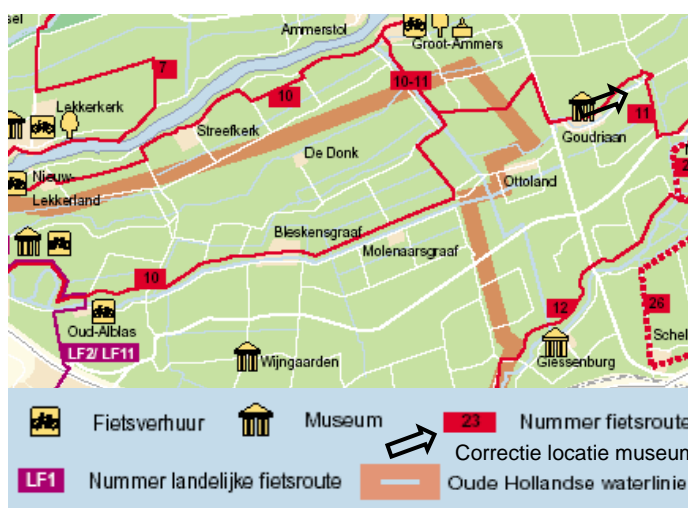 sel
Ammerstol
Groot-Ammers
7
10-11
10
Lekkerkerk
11
Streefkerk
Goudriaan
De Donk
Nieuw-
Lekkerland
Ottoland
Bleskensgraaf
Molenaarsgraaf
10
12
26
Oud-Alblas
Schel
LF2/ LF11
Wijngaarden
Giessenburg
Fietsverhuur
Museum
23 Nummer fietsroute
Correctie locatie museum
LF1 Nummer landelijke fietsroute
Oude Hollandse waterlinie